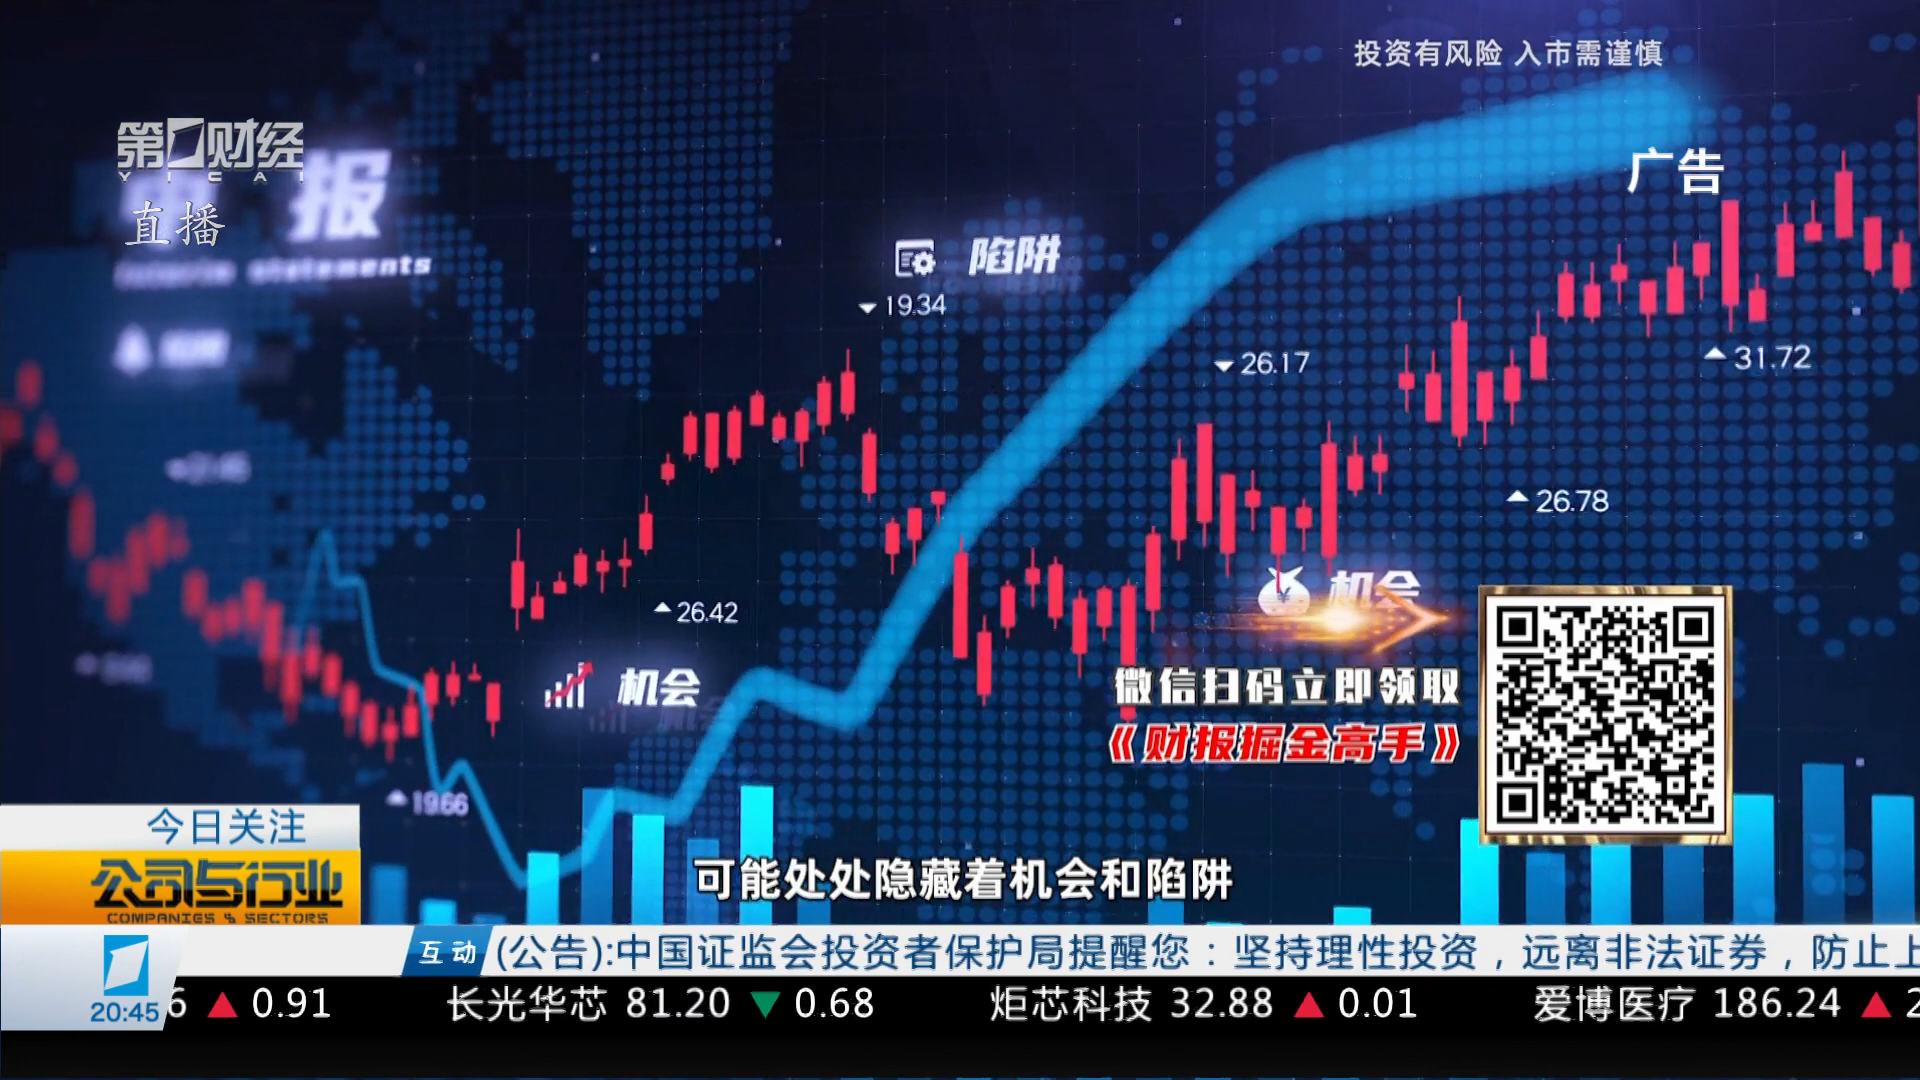 投资有风险 入市需谨慎
第一财经
YICAI
广告
报
直播
陷阱
19.34
26.17
31.72
26.78
机会
26.42
机会
微信扫码立即领取
《财报掘金高手》
19.66
今日关注
公司与行业
COMPANIES & SECTORS
可能处处隐藏着机会和陷阱
互动 (公告):中国证监会投资者保护局提醒您：坚持理性投资，远离非法证券，防止上
20:45
6 ▲ 0.91 长光华芯 81.20 ▼ 0.68 炬芯科技 32.88 ▲ 0.01 爱博医疗 186.24 ▲ 2